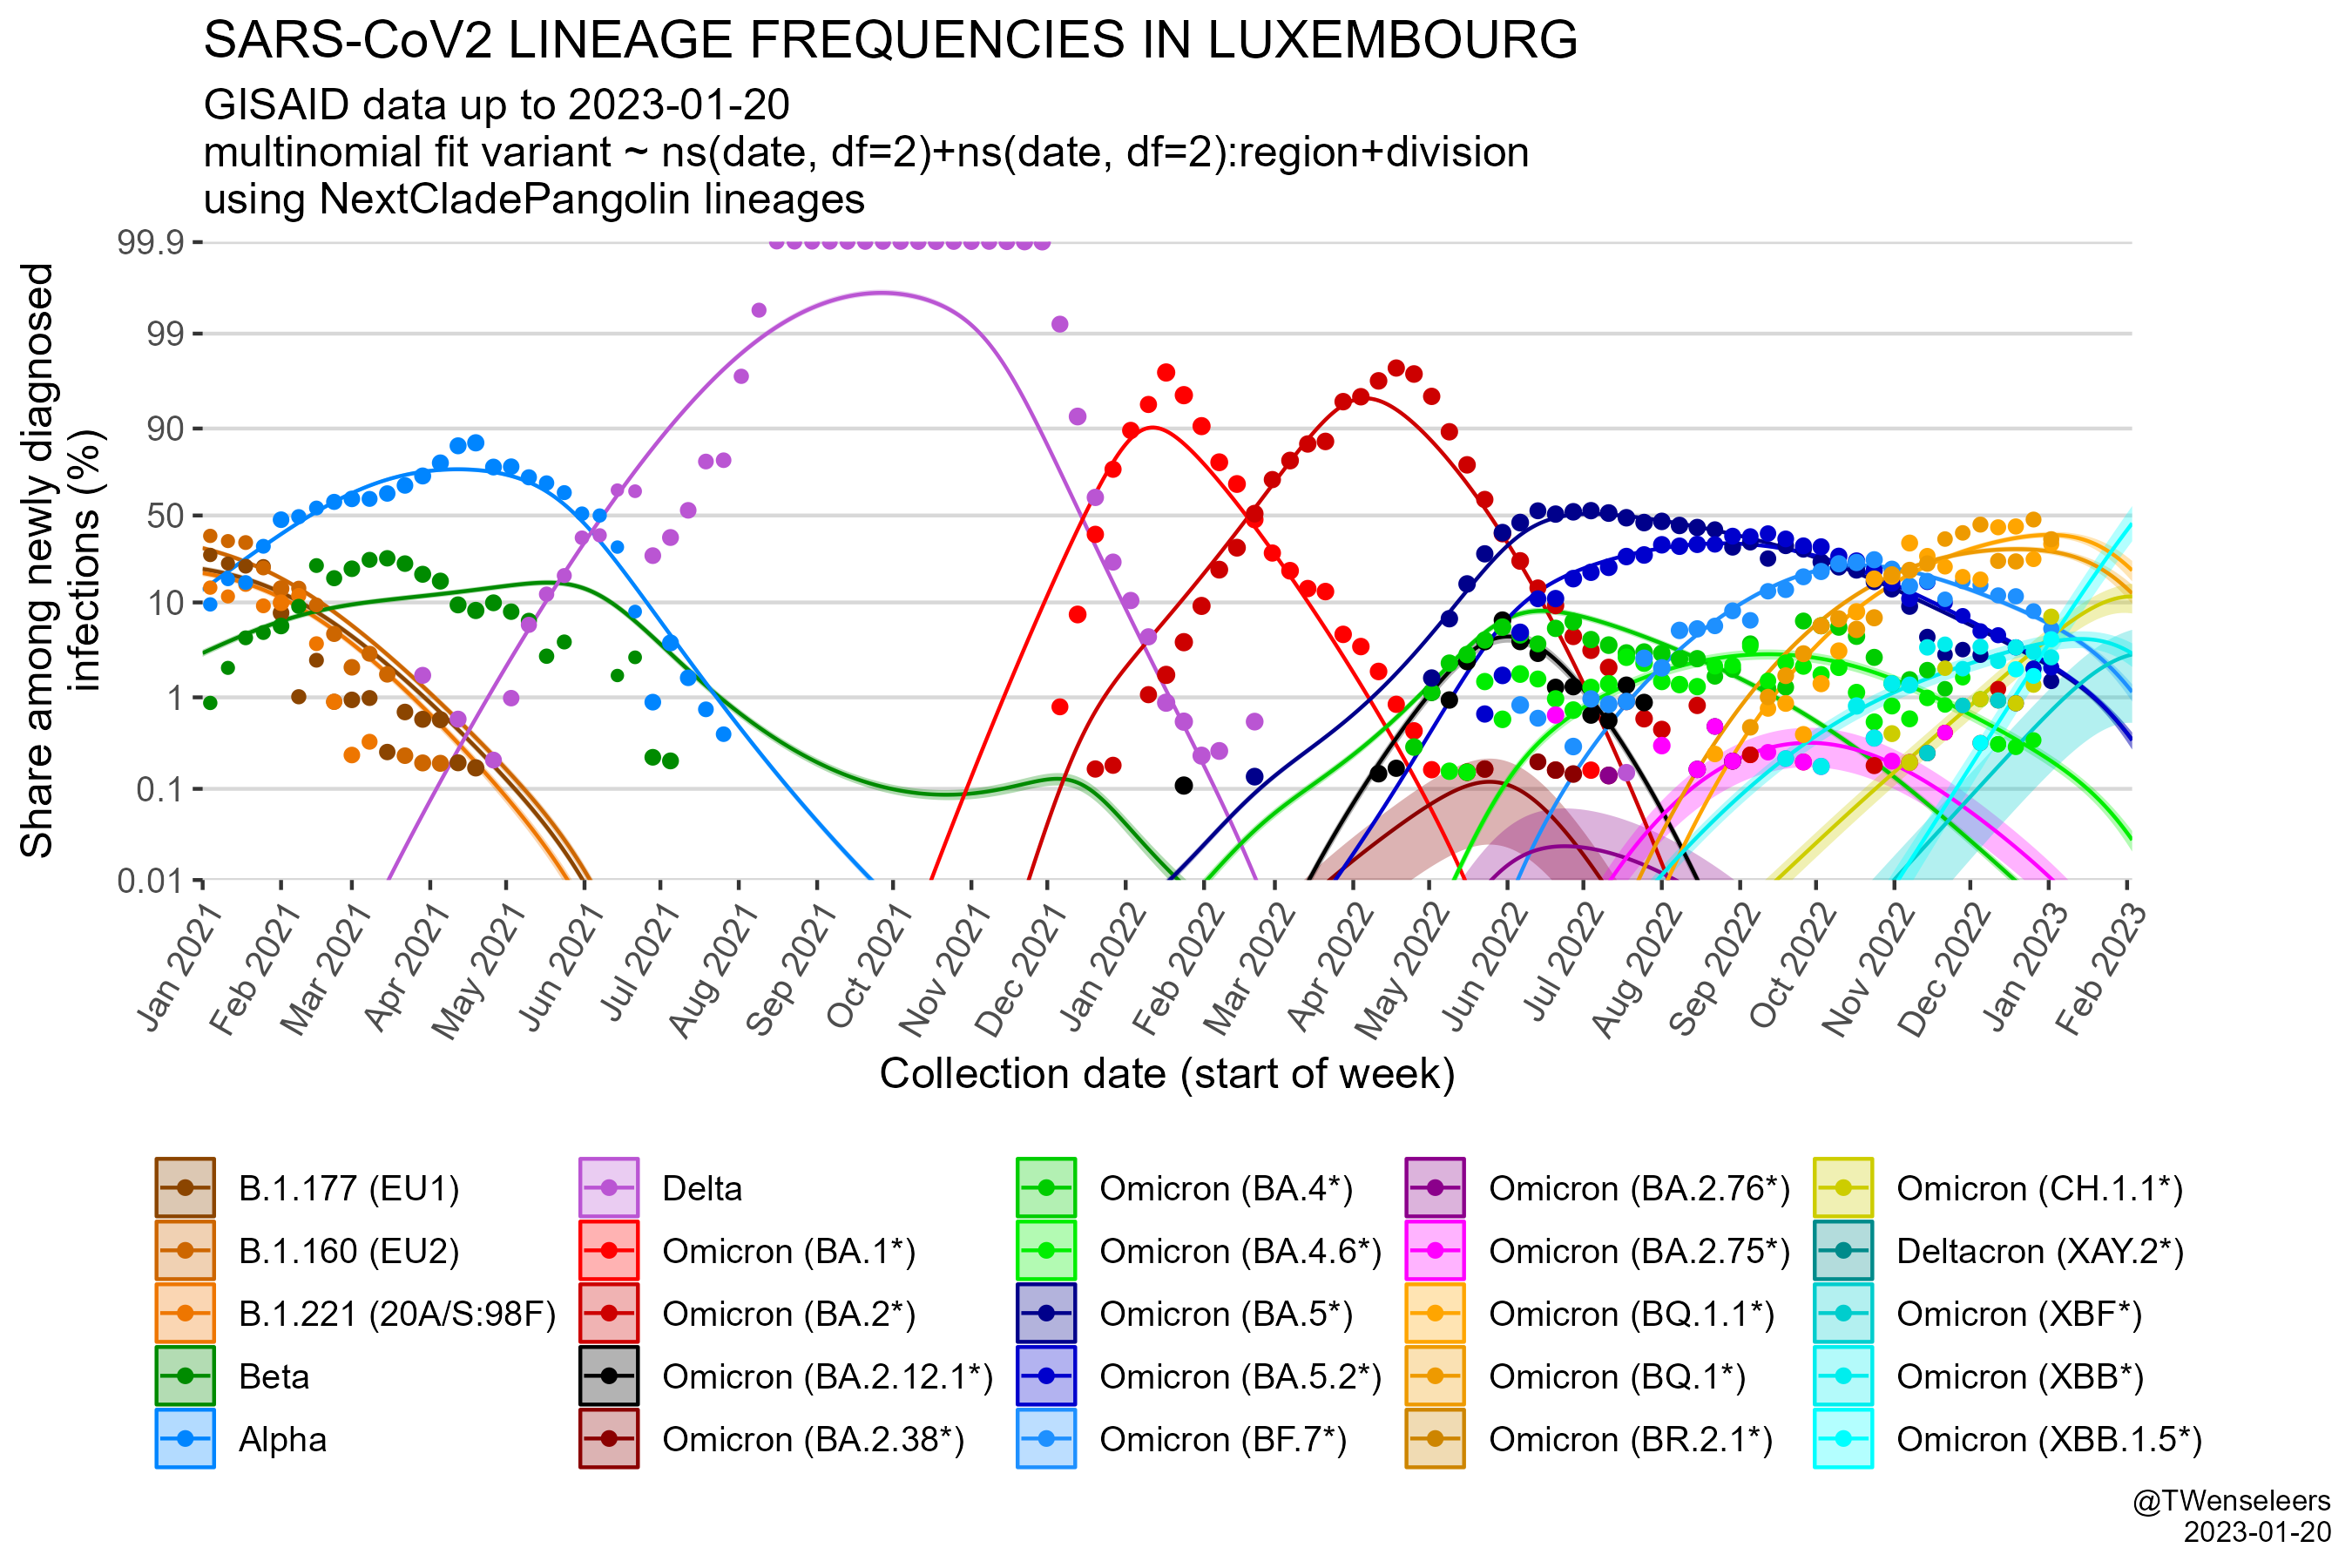 SARS-CoV2 LINEAGE FREQUENCIES IN LUXEMBOURG
GISAID data up to 2023-01-20
multinomial fit variant ~ ns(date, df=2)+ns(date, df=2):region+division
using NextCladePangolin lineages
Share among newly diagnosed
infections (%)
99.9
99
90
50
10
1
0.1
0.01
Jan 2021
Feb 2021
Mar 2021
Apr 2021
May 2021
Jun 2021
Jul 2021
Aug 2021
Sep 2021
Oct 2021
Nov 2021
Dec 2021
Jan 2022
Feb 2022
Mar 2022
Apr 2022
May 2022
Jun 2022
Jul 2022
Aug 2022
Sep 2022
Oct 2022
Nov 2022
Dec 2022
Jan 2023
Feb 2023
Collection date (start of week)
B.1.177 (EU1)
B.1.160 (EU2)
B.1.221 (20A/S:98F)
Beta
Alpha
Delta
Omicron (BA.1*)
Omicron (BA.2*)
Omicron (BA.2.12.1*)
Omicron (BA.2.38*)
Omicron (BA.4*)
Omicron (BA.4.6*)
Omicron (BA.5*)
Omicron (BA.5.2*)
Omicron (BF.7*)
Omicron (BA.2.76*)
Omicron (BA.2.75*)
Omicron (BQ.1.1*)
Omicron (BQ.1*)
Omicron (BR.2.1*)
Omicron (CH.1.1*)
Deltacron (XAY.2*)
Omicron (XBF*)
Omicron (XBB*)
Omicron (XBB.1.5*)
@TWenseleers
2023-01-20